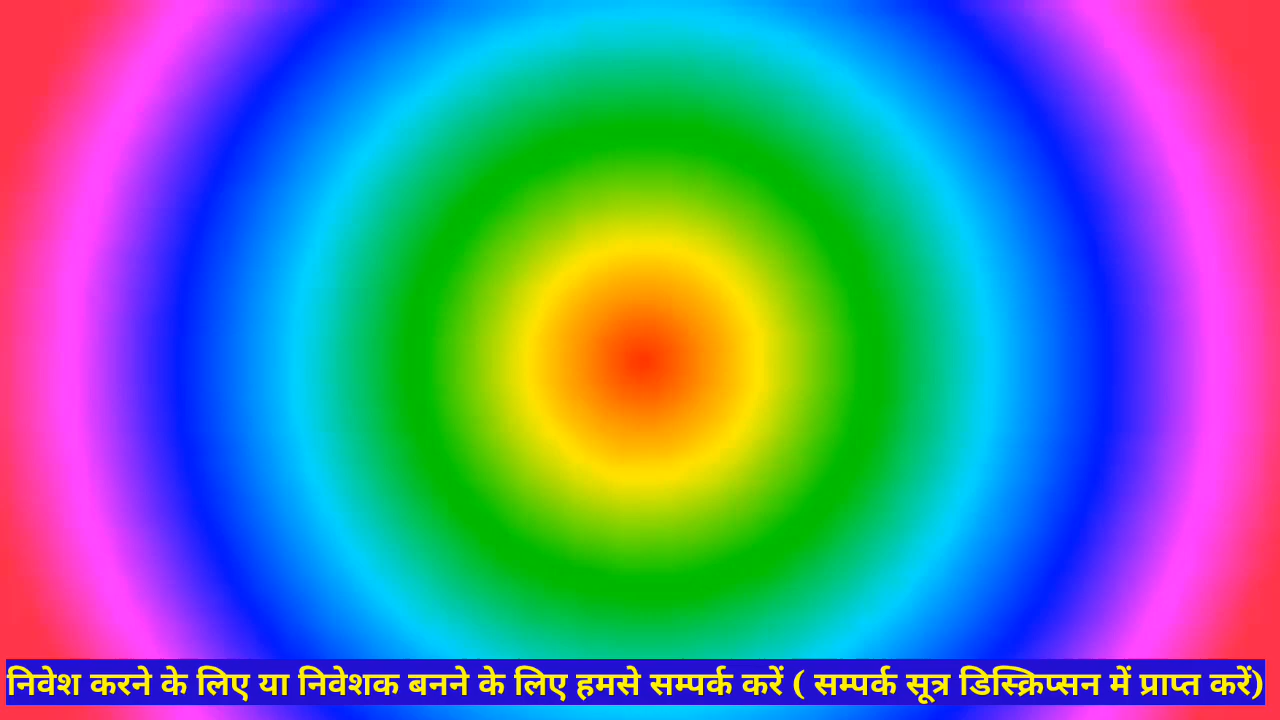 निवेश करने के लिए या निवेशक बनने के लिए हमसे सम्पर्क करें ( सम्पर्क सूत्र डिस्क्रिप्सन में प्राप्त करें)